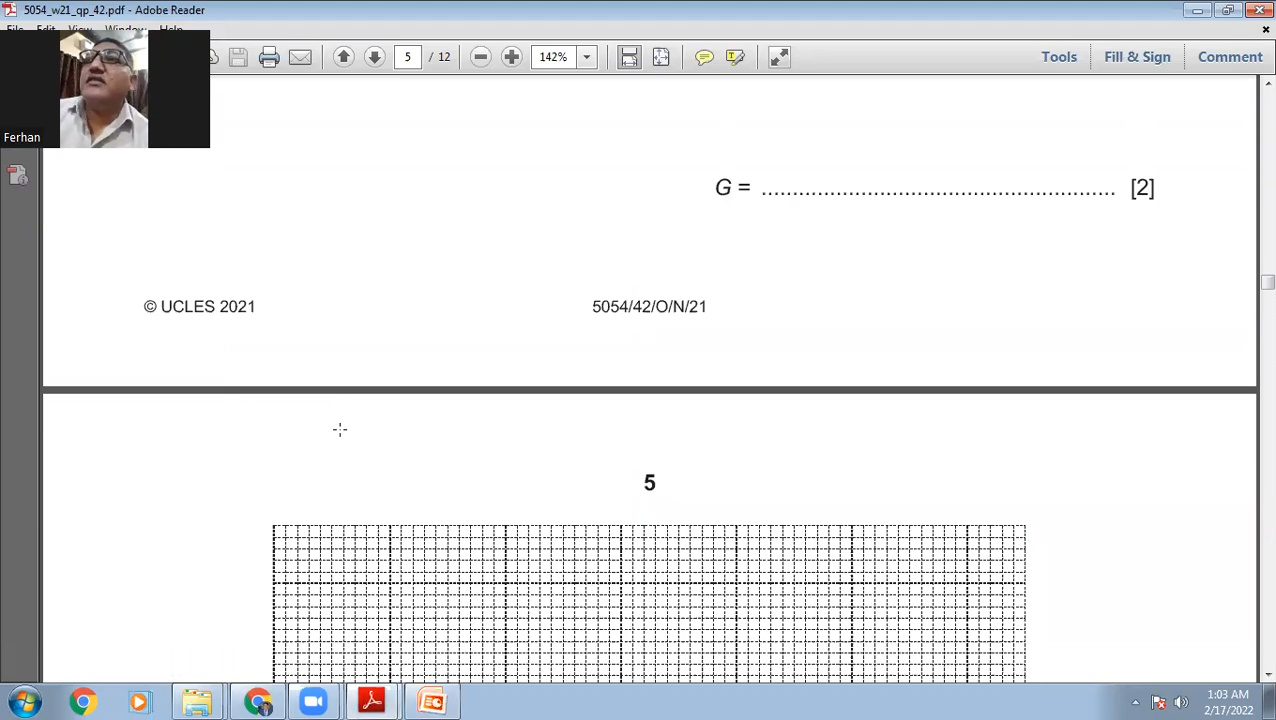 5054_w21_qp_42.pdf - Adobe Reader
5 / 12
142%
Tools
Fill & Sign
Comment
Ferhan
G = ........................................................ [2]
© UCLES 2021
5054/42/O/N/21
5
1:03 AM
2/17/2022